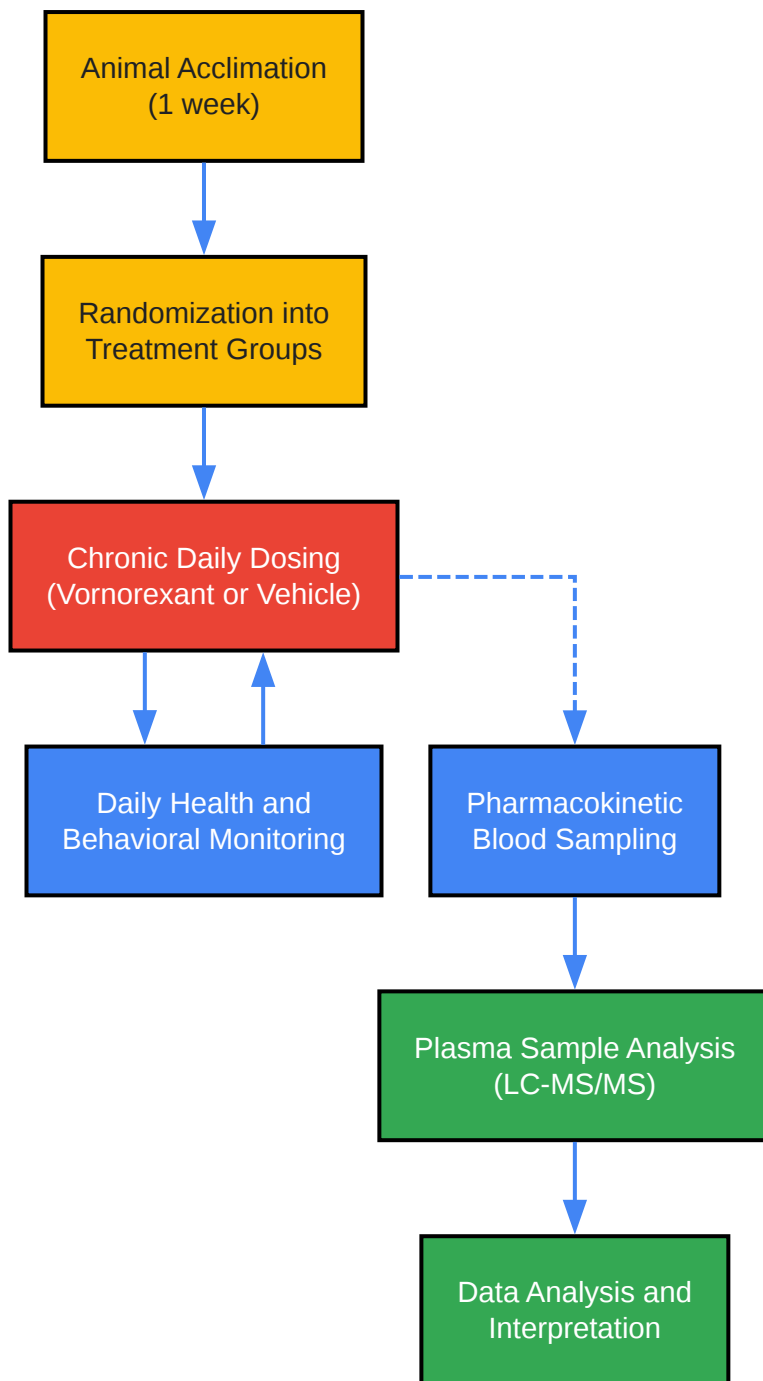 Animal Acclimation
(1 week)
Randomization into
Treatment Groups
Chronic Daily Dosing
(Vornorexant or Vehicle)
Daily Health and
Behavioral Monitoring
Pharmacokinetic
Blood Sampling
Plasma Sample Analysis
(LC-MS/MS)
Data Analysis and
Interpretation